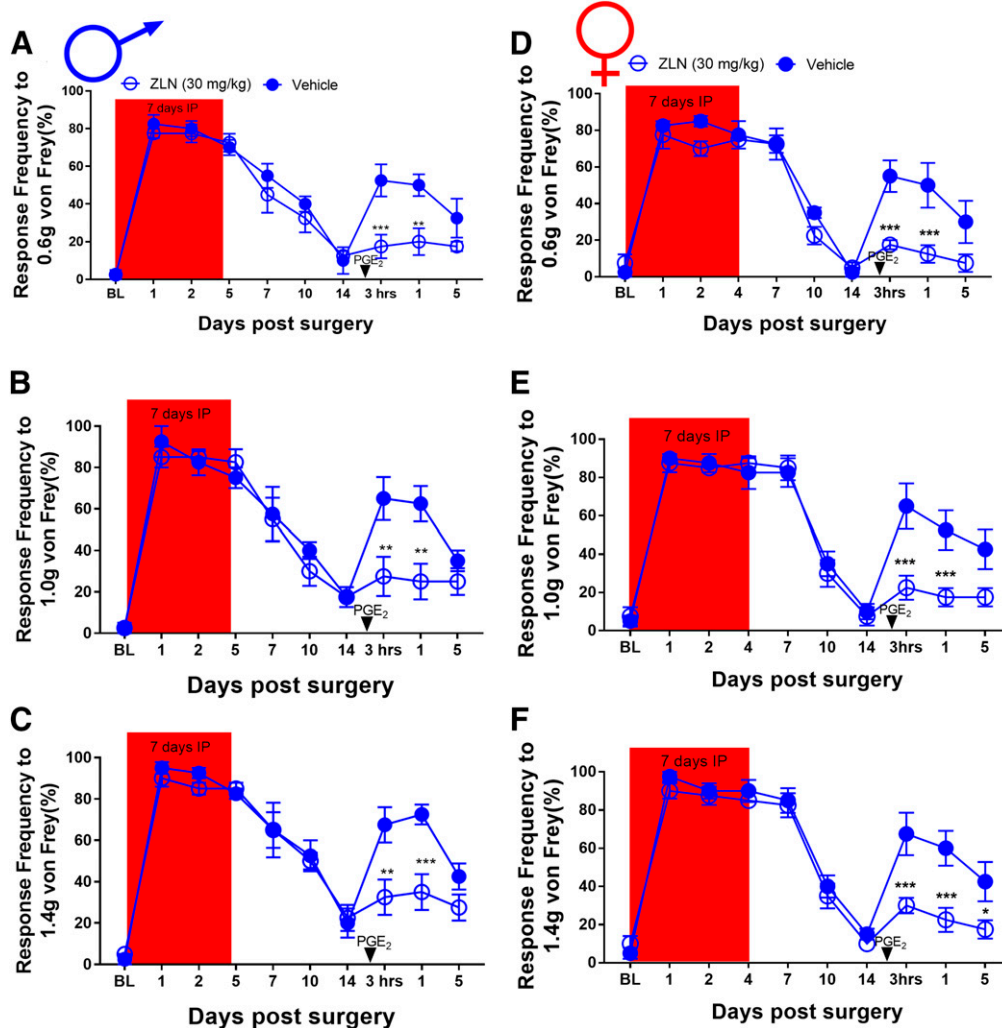 A
ZLN (30 mg/kg) Vehicle
Response Frequency to
0.6g von Frey(%)
100
80
60
40
20
0
7 days IP
*** **
PGE2
BL 1 2 5 7 10 14 3 hrs 1 5
Days post surgery
D
ZLN (30 mg/kg) Vehicle
Response Frequency to
0.6g von Frey(%)
100
80
60
40
20
0
7 days IP
*** ***
PGE2
BL 1 2 4 7 10 14 3hrs 1 5
Days post surgery
B
Response Frequency to
1.0g von Frey(%)
100
80
60
40
20
0
7 days IP
** **
PGE2
BL 1 2 5 7 10 14 3 hrs 1 5
Days post surgery
E
Response Frequency to
1.0g von Frey(%)
100
80
60
40
20
0
7 days IP
*** ***
PGE2
BL 1 2 4 7 10 14 3hrs 1 5
Days post surgery
C
Response Frequency to
1.4g von Frey(%)
100
80
60
40
20
0
7 days IP
** ***
PGE2
BL 1 2 5 7 10 14 3 hrs 1 5
Days post surgery
F
Response Frequency to
1.4g von Frey(%)
100
80
60
40
20
0
7 days IP
*** *** *
PGE2
BL 1 2 4 7 10 14 3hrs 1 5
Days post surgery